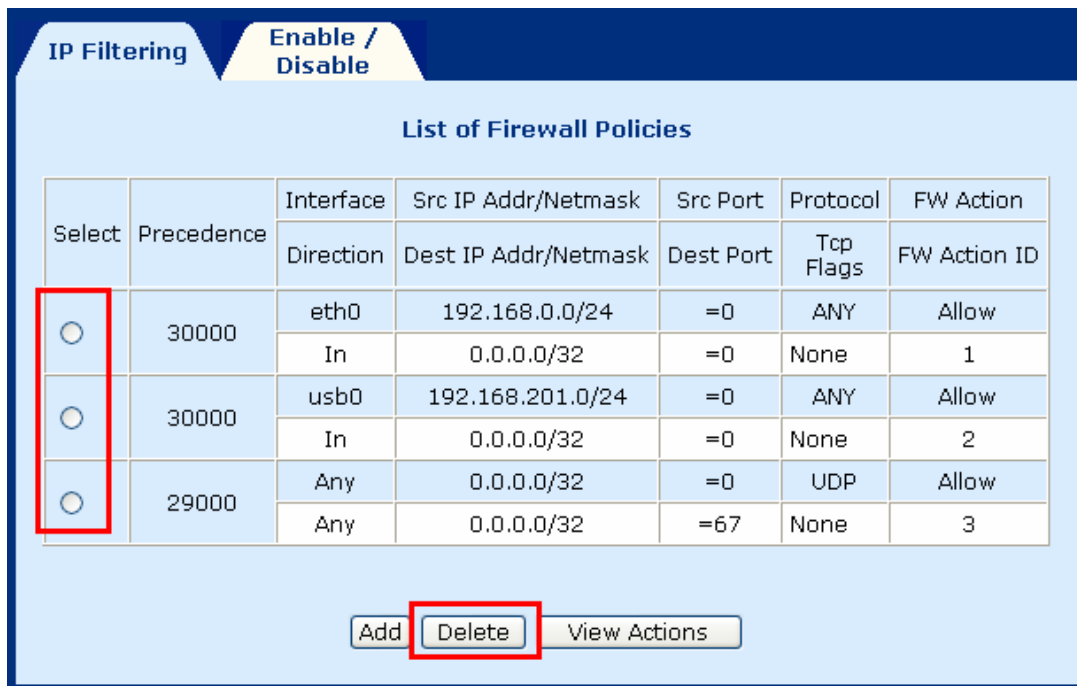 IP Filtering
Enable /
Disable
List of Firewall Policies
Select Precedence Interface Src IP Addr/Netmask Src Port Protocol FW Action
Direction Dest IP Addr/Netmask Dest Port Tcp Flags FW Action ID
30000 eth0 192.168.0.0/24 =0 ANY Allow
In 0.0.0.0/32 =0 None 1
30000 usb0 192.168.201.0/24 =0 ANY Allow
In 0.0.0.0/32 =0 None 2
29000 Any 0.0.0.0/32 =0 UDP Allow
Any 0.0.0.0/32 =67 None 3
Add Delete View Actions